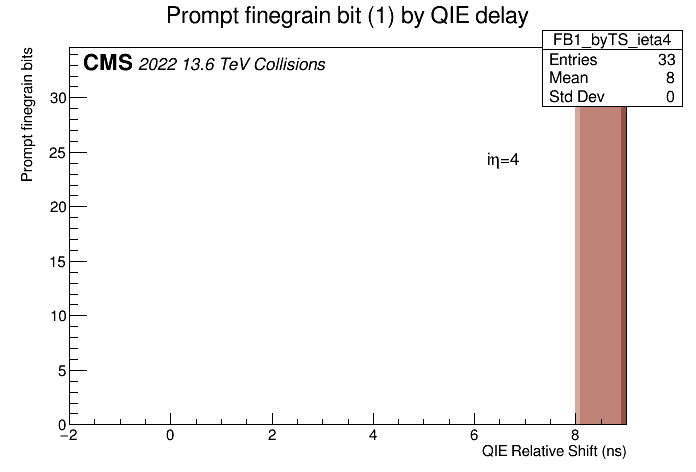 Prompt finegrain bit (1) by QIE delay
FB1_byTS_ieta4
Entries 33
Mean 8
Std Dev 0
CMS 2022 13.6 TeV Collisions
Prompt finegrain bits
iη=4
30
25
20
15
10
5
0
−2 0 2 4 6 8
QIE Relative Shift (ns)